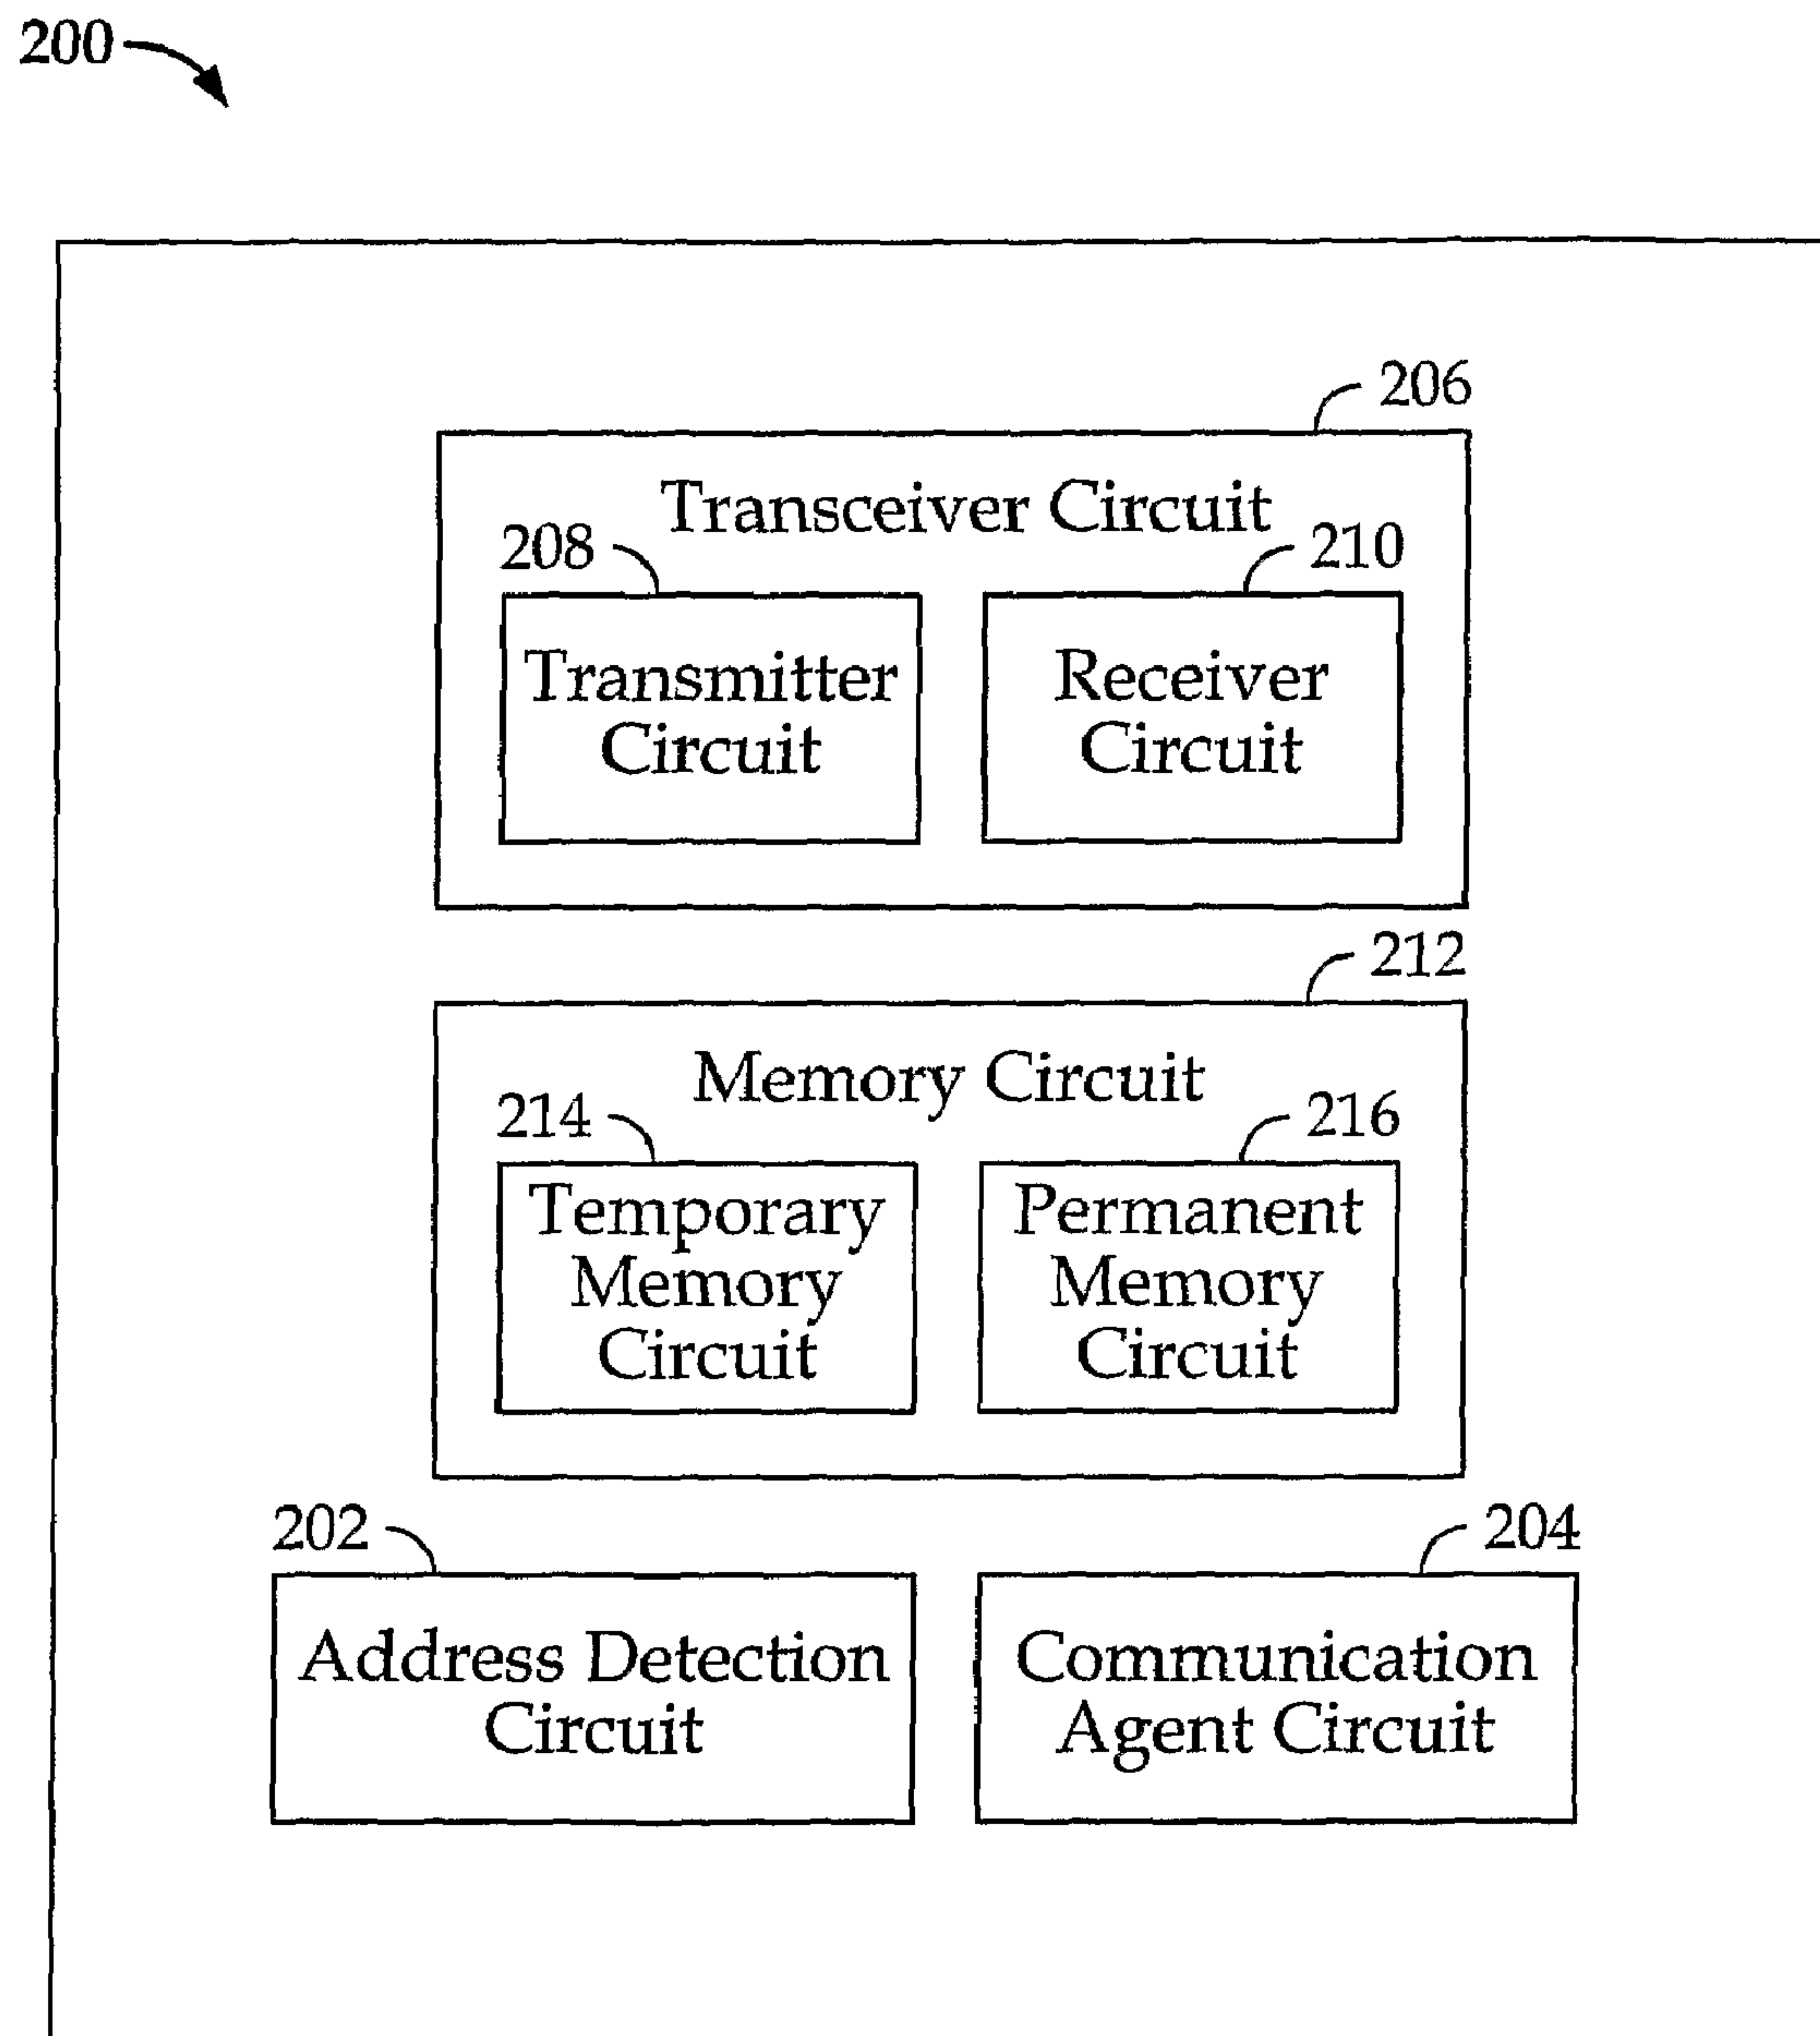 200
206
Transceiver Circuit
208
210
Transmitter
Circuit
Receiver
Circuit
212
Memory Circuit
214
216
Temporary
Memory
Circuit
Permanent
Memory
Circuit
202
204
Address Detection
Circuit
Communication
Agent Circuit